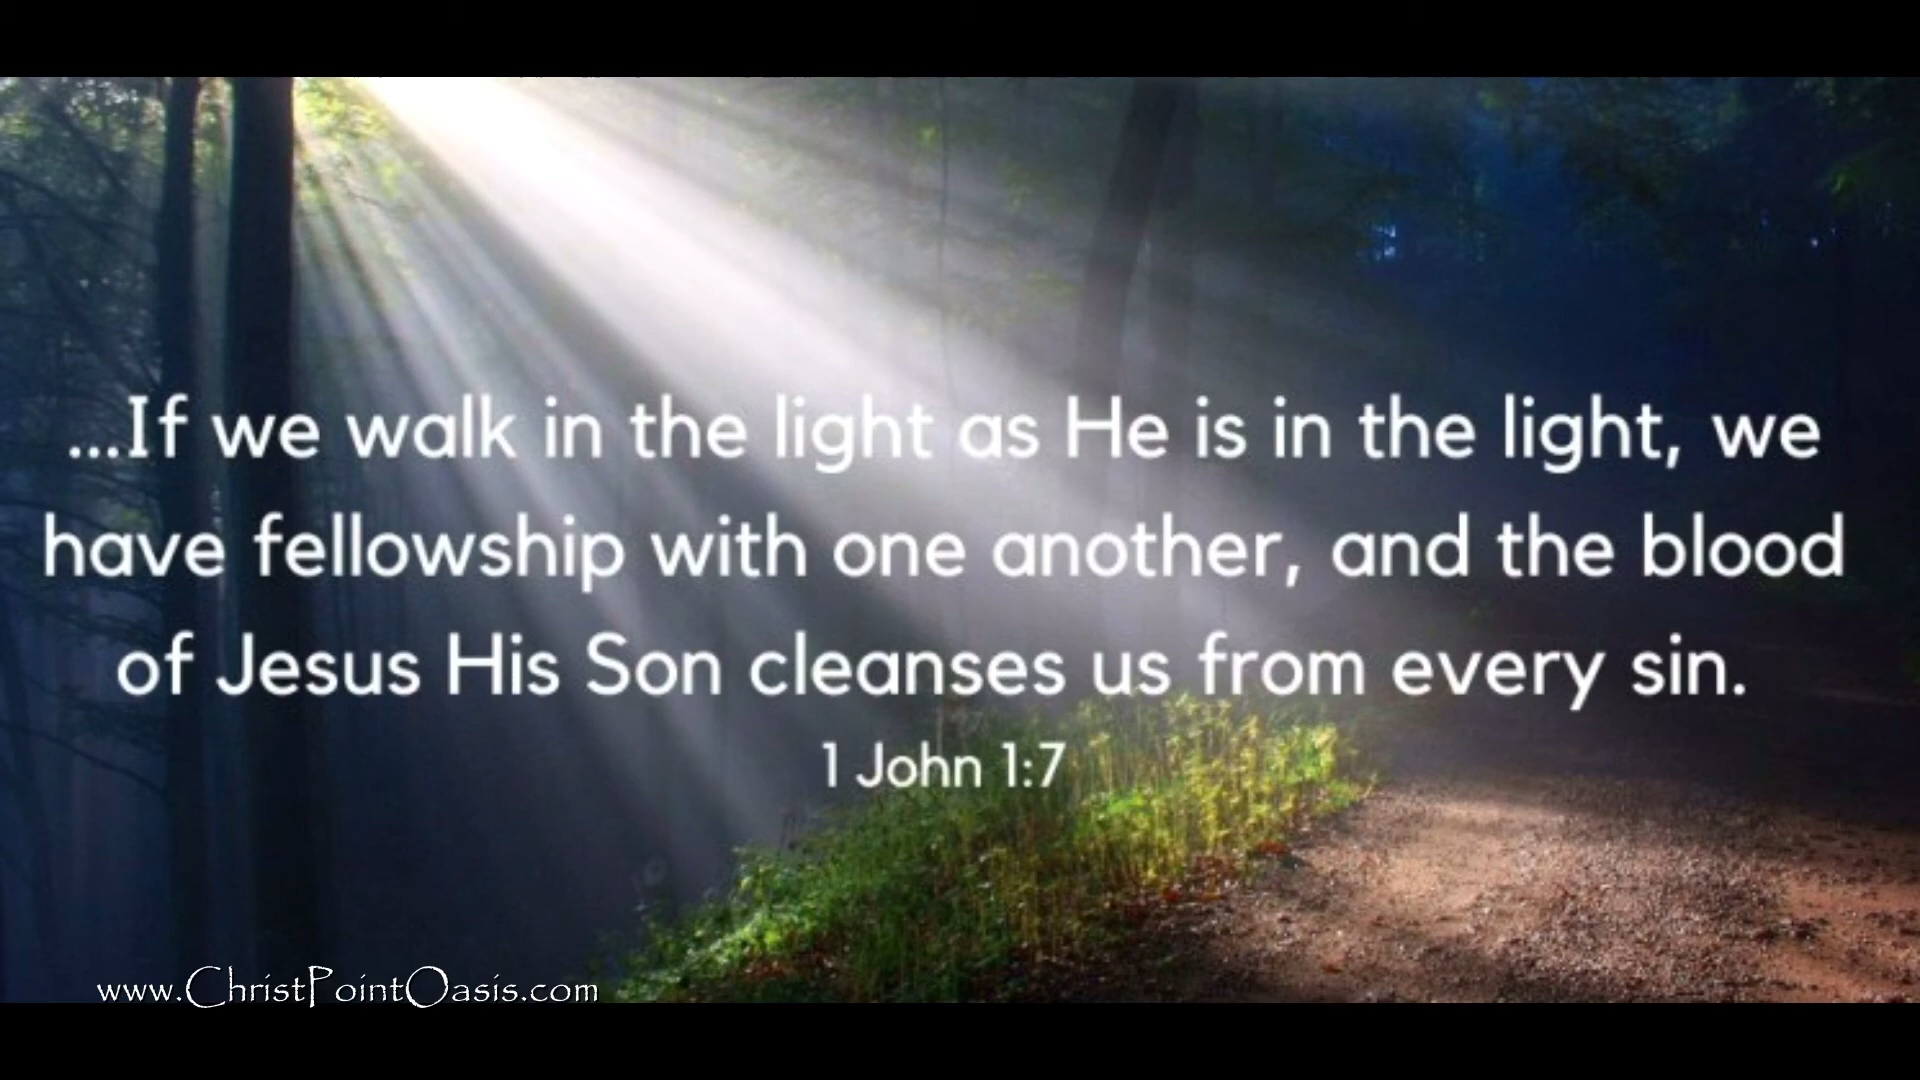 ...If we walk in the light as He is in the light, we
have fellowship with one another, and the blood
of Jesus His Son cleanses us from every sin.
1 John 1:7
www.ChristPointOasis.com